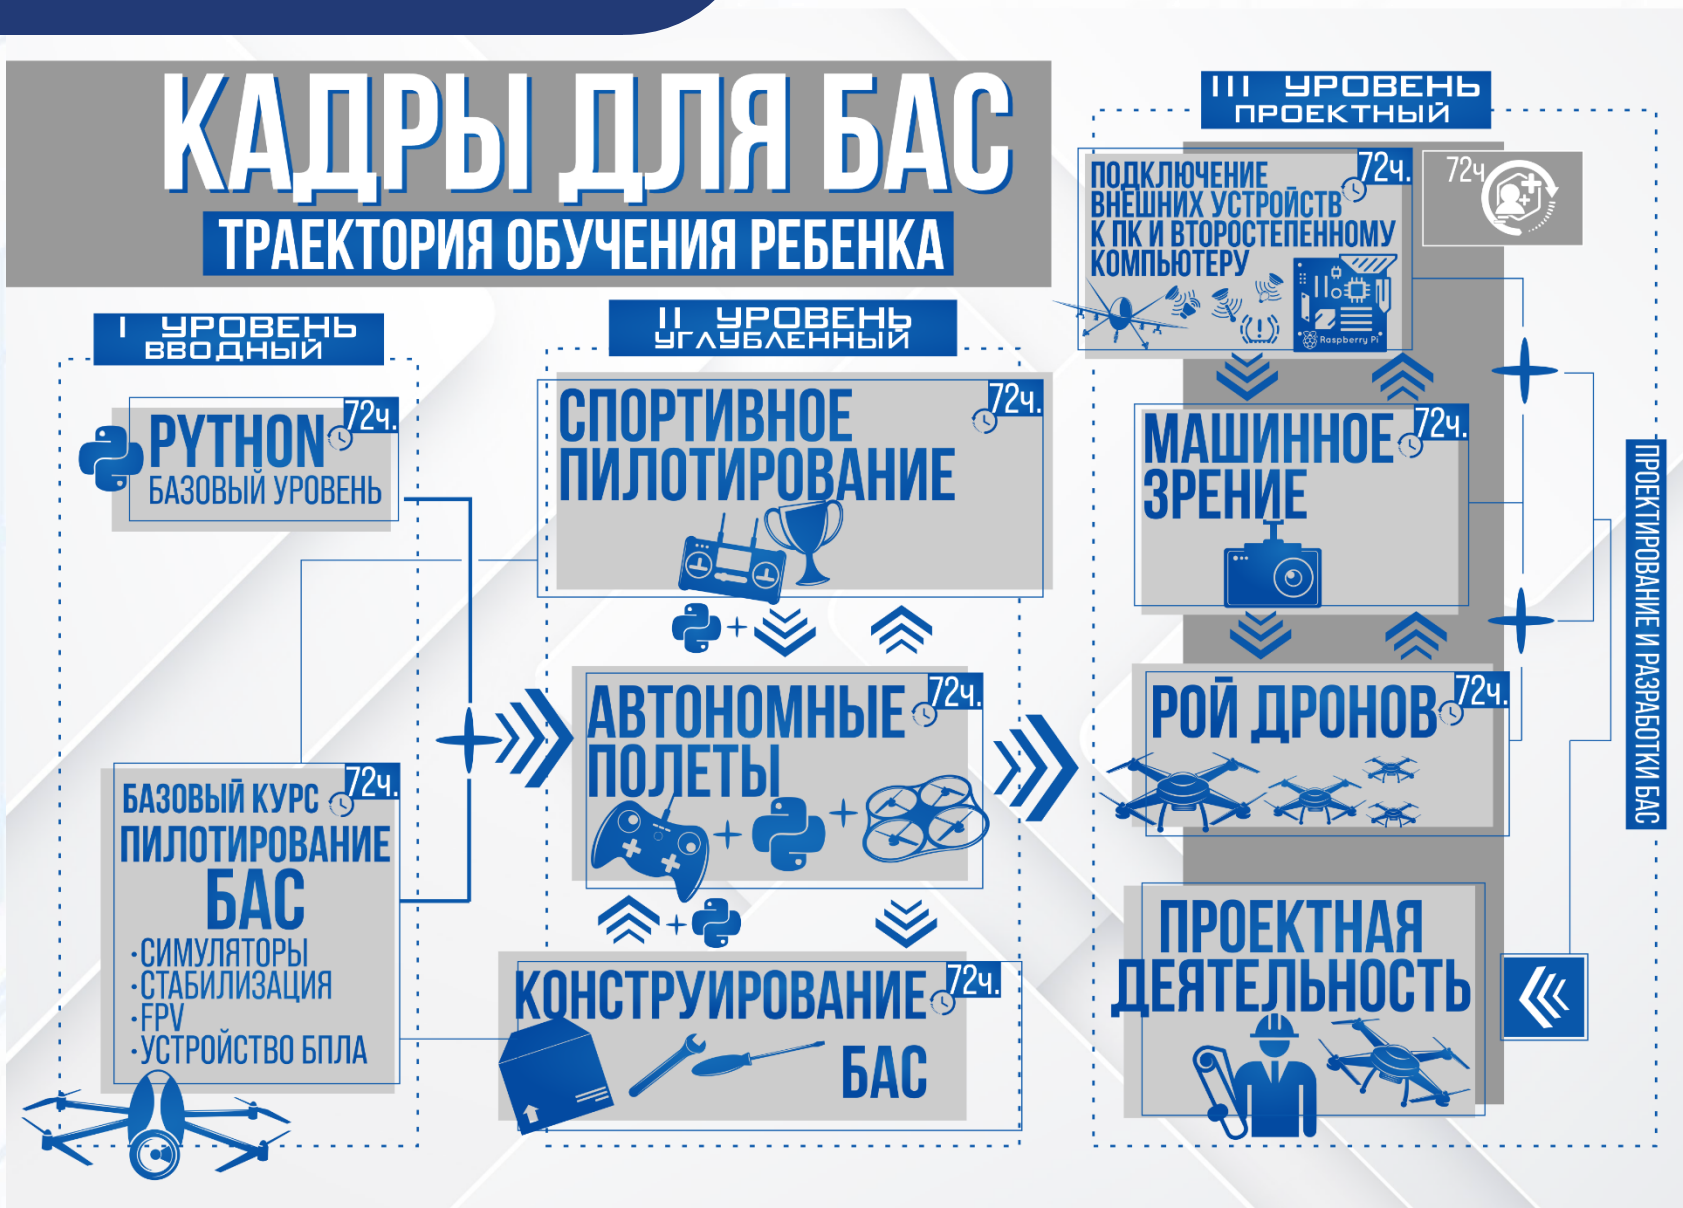 КАДРЫ ДЛЯ БАС
ТРАЕКТОРИЯ ОБУЧЕНИЯ РЕБЕНКА
I УРОВЕНЬ
ВВОДНЫЙ
PYTHON
72ч.
БАЗОВЫЙ УРОВЕНЬ
БАЗОВЫЙ КУРС
72ч.
ПИЛОТИРОВАНИЕ
БАС
·СИМУЛЯТОРЫ
·СТАБИЛИЗАЦИЯ
·FPV
·УСТРОЙСТВО БПЛА
II УРОВЕНЬ
УГЛУБЛЕННЫЙ
СПОРТИВНОЕ
72ч.
ПИЛОТИРОВАНИЕ
АВТОНОМНЫЕ
72ч.
ПОЛЕТЫ
КОНСТРУИРОВАНИЕ
72ч.
БАС
III УРОВЕНЬ
ПРОЕКТНЫЙ
ПОДКЛЮЧЕНИЕ
72ч.
ВНЕШНИХ УСТРОЙСТВ
К ПК И ВТОРОСТЕПЕННОМУ
КОМПЬЮТЕРУ
Raspberry Pi
72ч
МАШИННОЕ
72ч.
ЗРЕНИЕ
РОЙ ДРОНОВ
72ч.
ПРОЕКТНАЯ
ДЕЯТЕЛЬНОСТЬ
ПРОЕКТИРОВАНИЕ И РАЗРАБОТКИ БАС